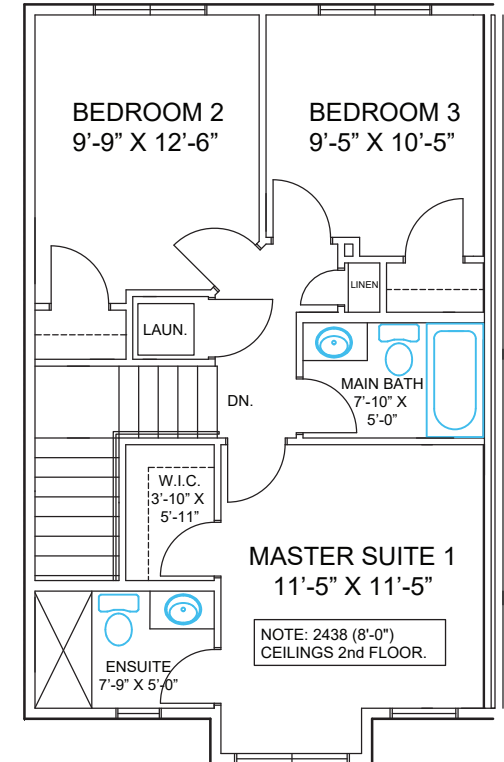 BEDROOM 2
9’-9” X 12’-6”
BEDROOM 3
9’-5” X 10’-5”
LINEN
LAUN.
DN.
MAIN BATH
7’-10” X
5’-0”
W.I.C.
3’-10” X
5’-11”
MASTER SUITE 1
11’-5” X 11’-5”
NOTE: 2438 (8'-0")
CEILINGS 2nd FLOOR.
ENSUITE
7’-9” X 5’-0”